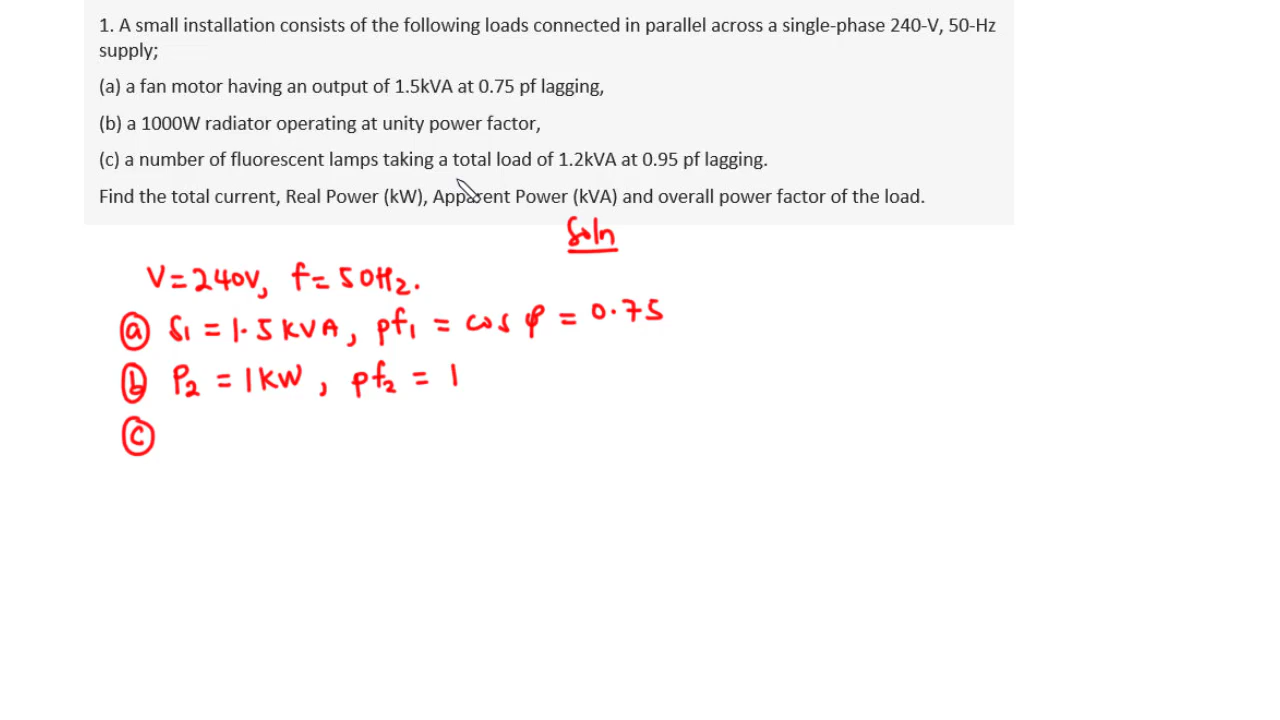 1. A small installation consists of the following loads connected in parallel across a single-phase 240-V, 50-Hz
supply;
(a) a fan motor having an output of 1.5kVA at 0.75 pf lagging,
(b) a 1000W radiator operating at unity power factor,
(c) a number of fluorescent lamps taking a total load of 1.2kVA at 0.95 pf lagging.
Find the total current, Real Power (kW), Apparent Power (kVA) and overall power factor of the load.
Soln
V=240V, f=50Hz.
(a) S1 = 1.5KVA, pf1 = cos φ = 0.75
(b) P2 = 1KW, pf2 = 1
(c)